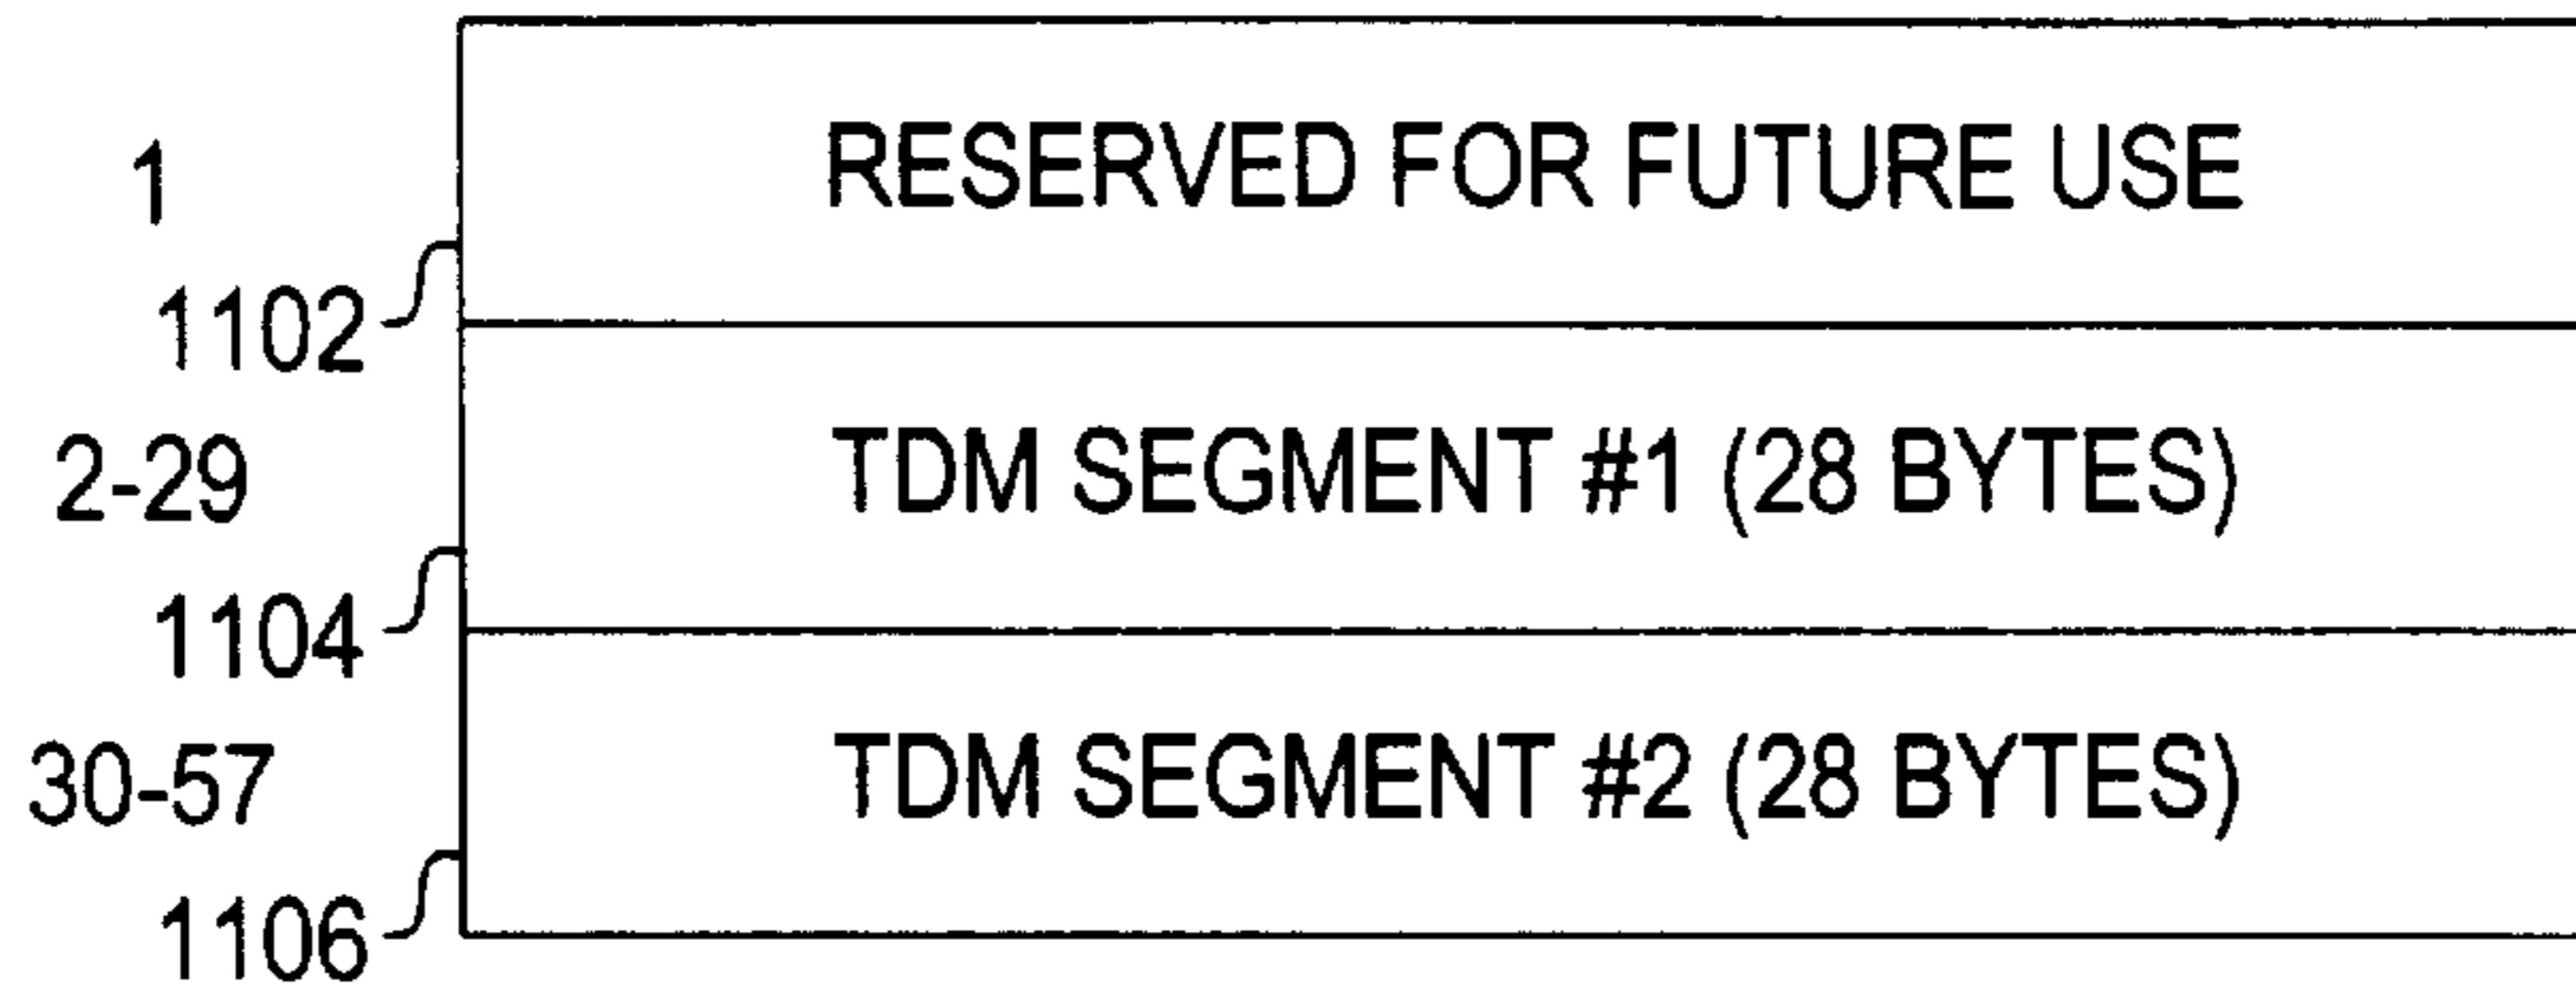 1 RESERVED FOR FUTURE USE
1102
2-29 TDM SEGMENT #1 (28 BYTES)
1104
30-57 TDM SEGMENT #2 (28 BYTES)
1106